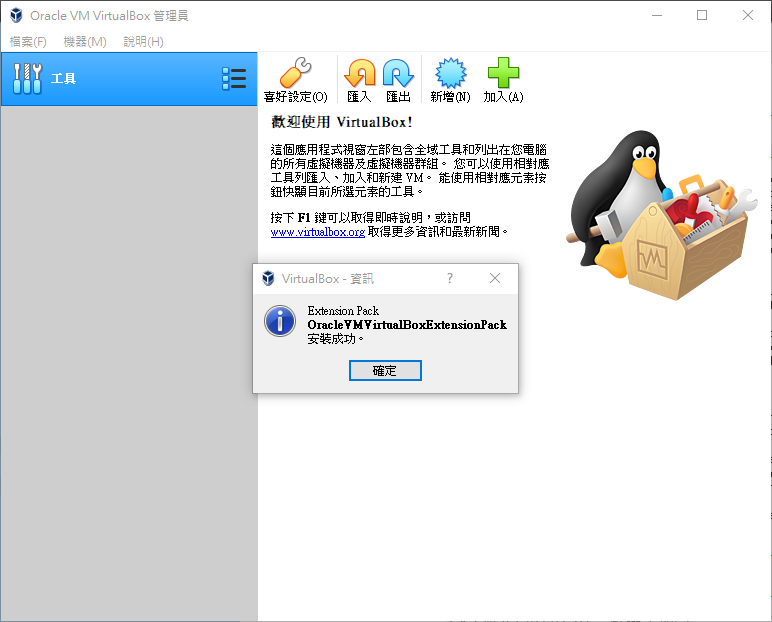 Oracle VM VirtualBox 管理員
檔案(F) 機器(M) 說明(H)
工具
喜好設定(O) 匯入 匯出 新增(N) 加入(A)
歡迎使用 VirtualBox!
這個應用程式視窗左部包含全域工具和列出在您電腦
的所有虛擬機器及虛擬機器群組。 您可以使用相對應
工具列匯入、加入和新建 VM。 能使用相對應元素按
鈕快顯目前所選元素的工具。
按下 F1 鍵可以取得即時說明，或訪問
www.virtualbox.org 取得更多資訊和最新新聞。
VirtualBox - 資訊
Extension Pack
OracleVMVirtualBoxExtensionPack
安裝成功。
確定